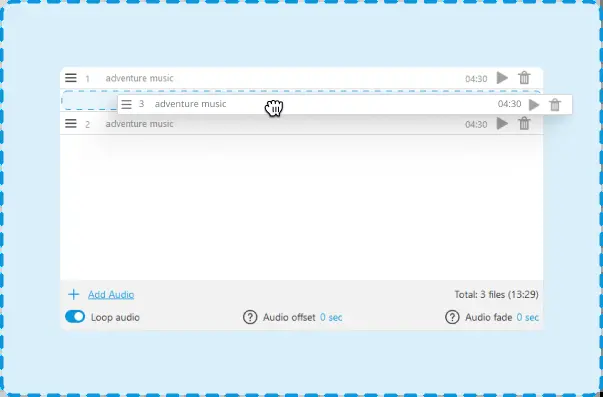 1 adventure music 04:30
3 adventure music 04:30
2 adventure music 04:30
Add Audio Total: 3 files (13:29)
Loop audio ? Audio offset 0 sec ? Audio fade 0 sec